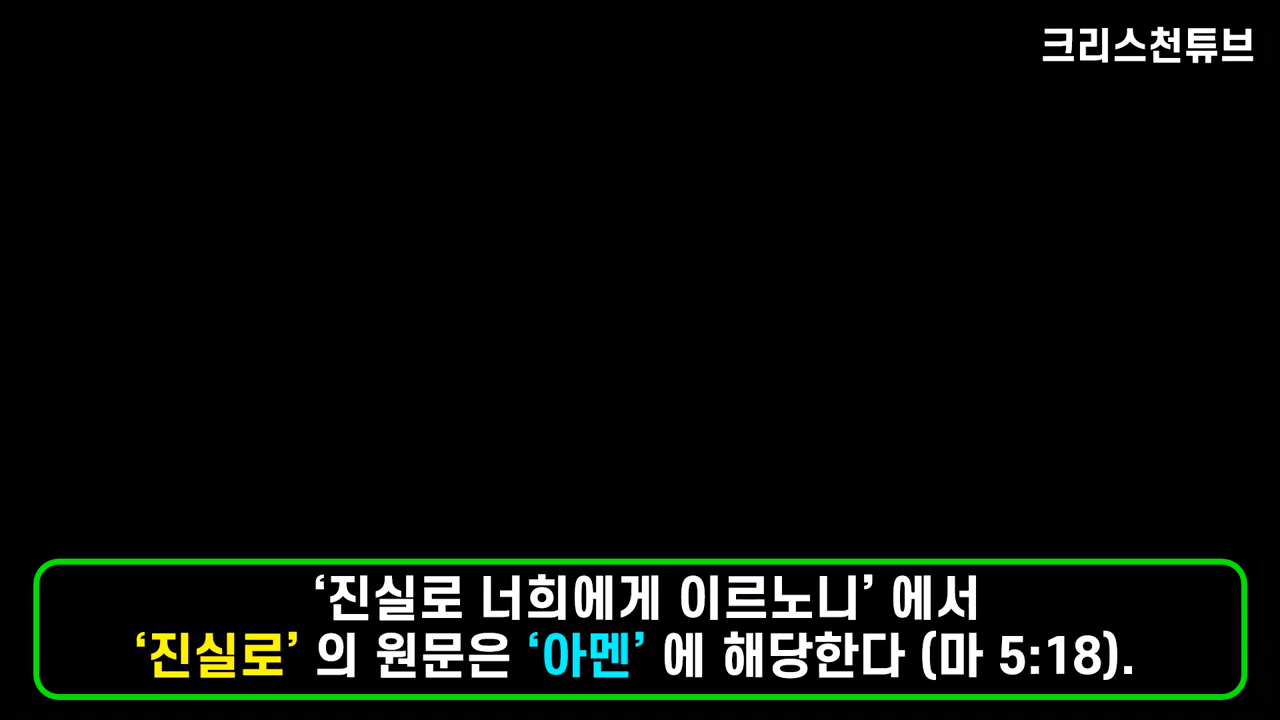 크리스천튜브
‘진실로 너희에게 이르노니’ 에서
‘진실로’ 의 원문은 ‘아멘’ 에 해당한다 (마 5:18).